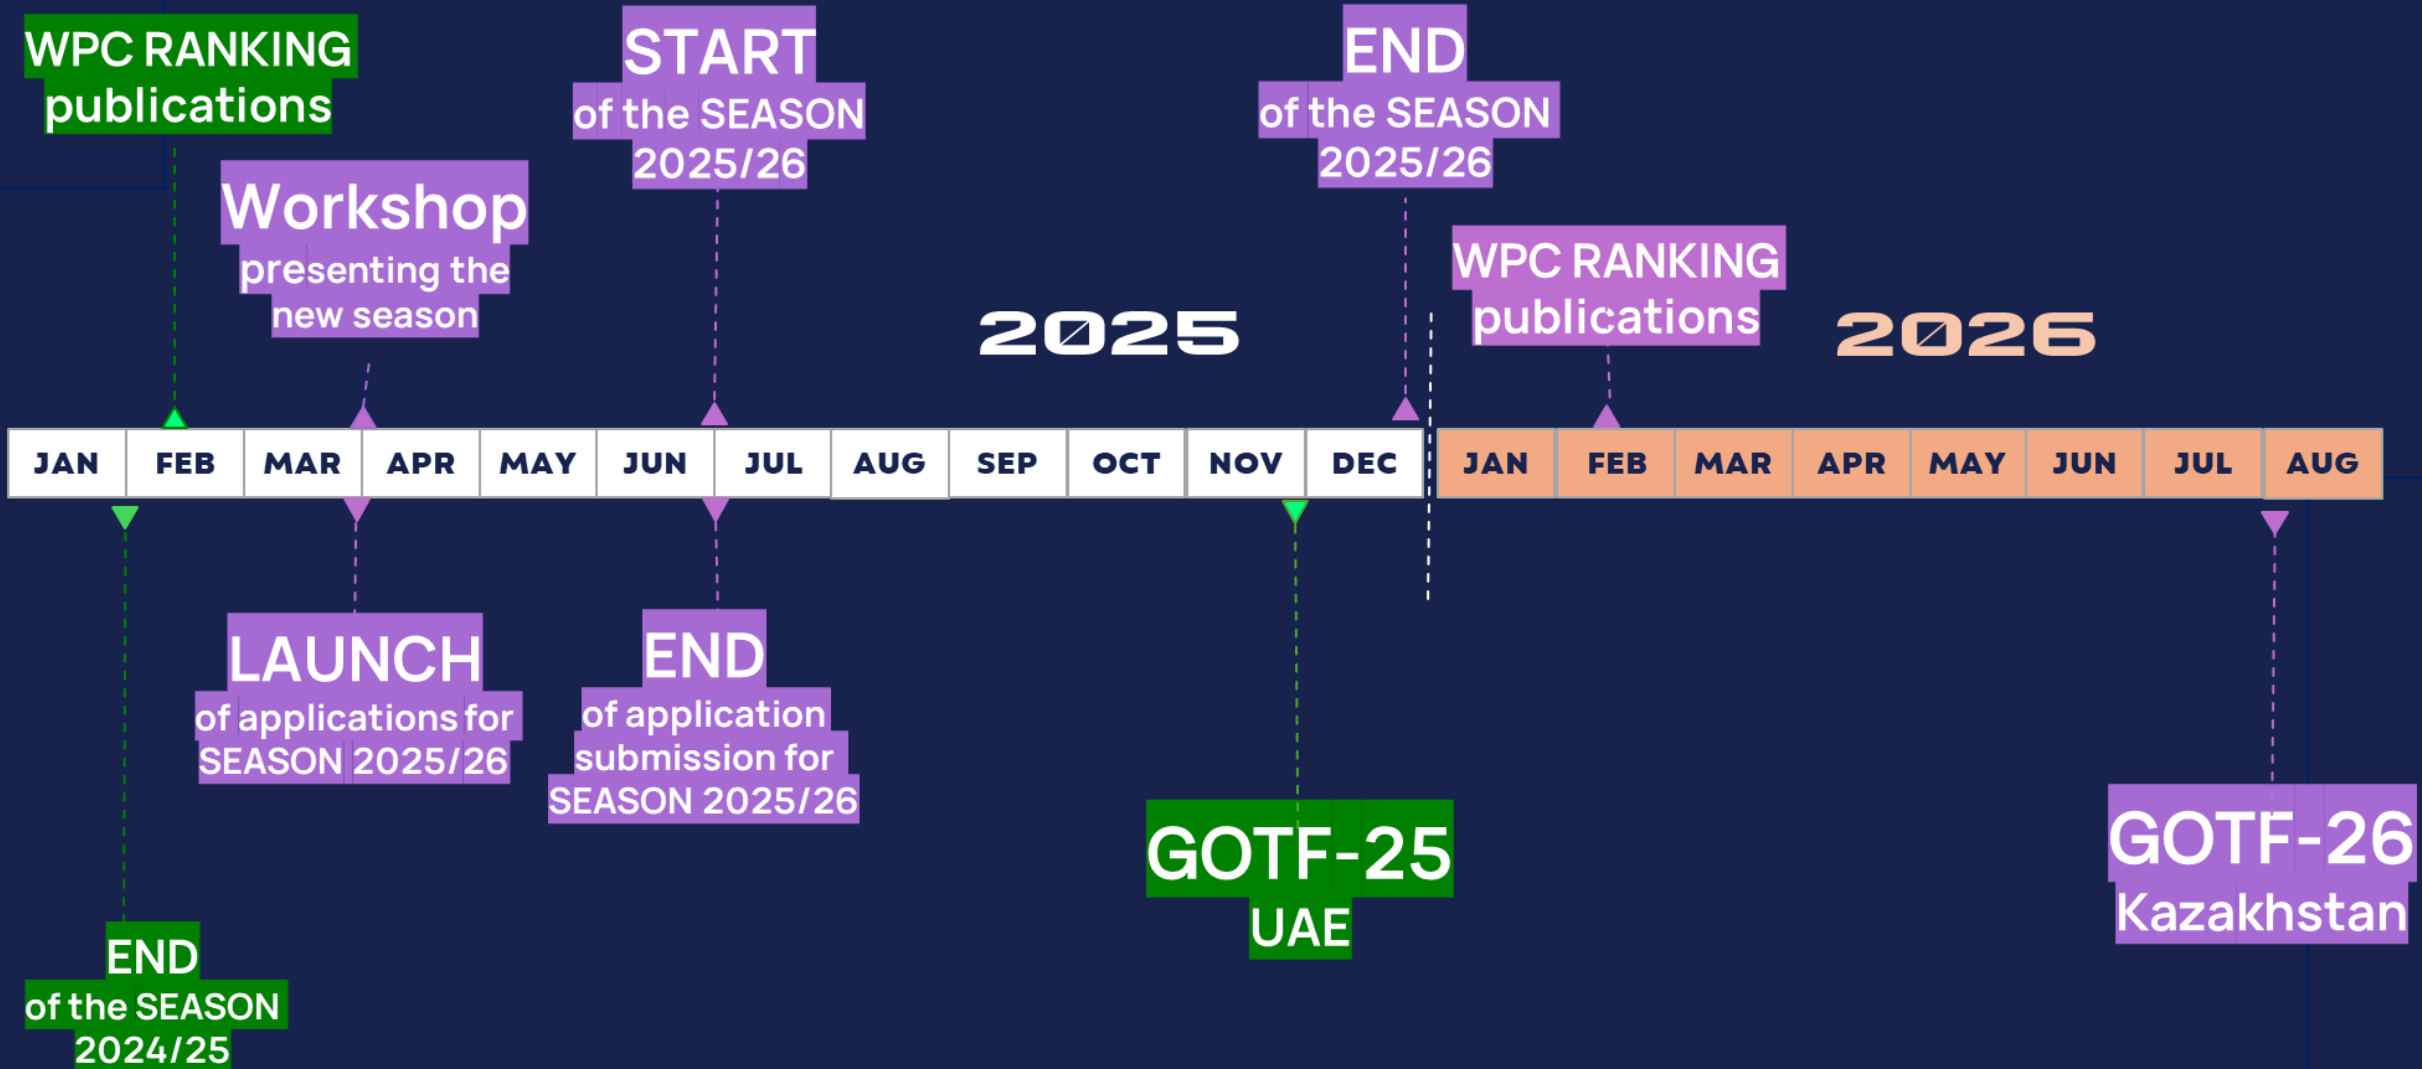 WPC RANKING
publications
Workshop
presenting the
new season
START
of the SEASON
2025/26
END
of the SEASON
2025/26
WPC RANKING
publications
2025
2026
JAN FEB MAR APR MAY JUN JUL AUG SEP OCT NOV DEC JAN FEB MAR APR MAY JUN JUL AUG
LAUNCH
of applications for
SEASON 2025/26
END
of application
submission for
SEASON 2025/26
GOTF-25
UAE
GOTF-26
Kazakhstan
END
of the SEASON
2024/25